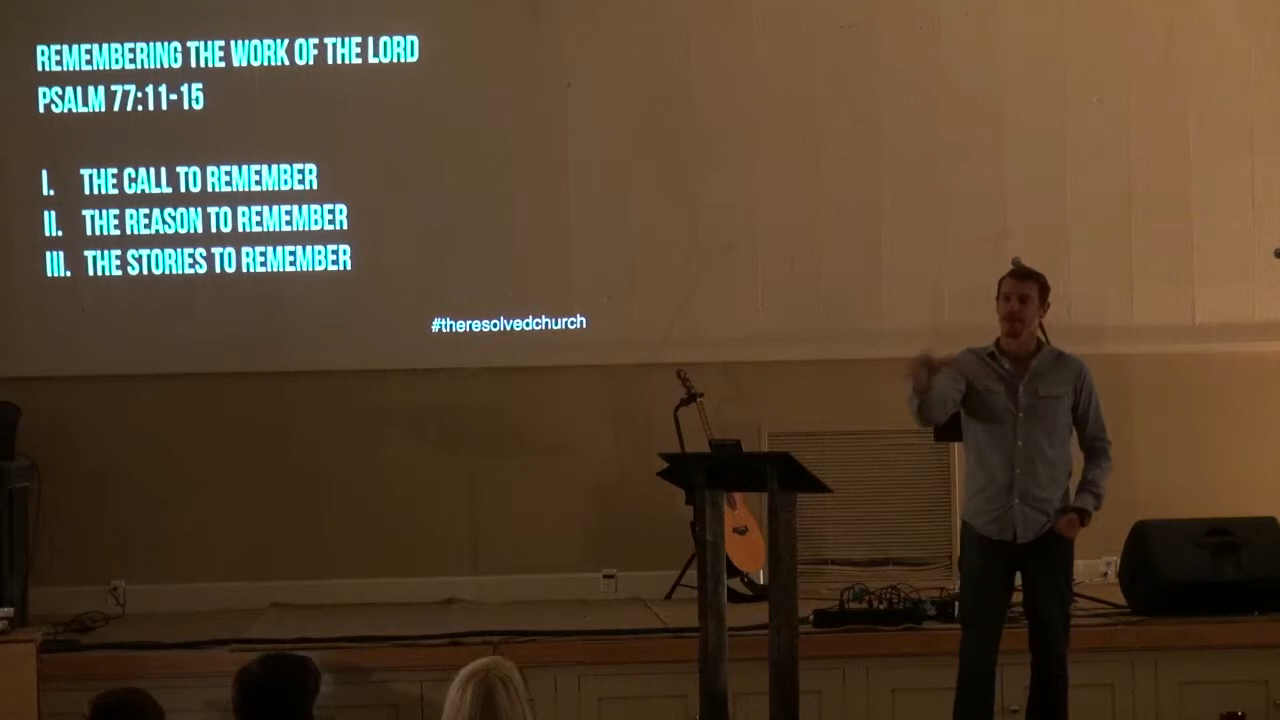 REMEMBERING THE WORK OF THE LORD
PSALM 77:11-15
I. THE CALL TO REMEMBER
II. THE REASON TO REMEMBER
III. THE STORIES TO REMEMBER
#theresolvedchurch